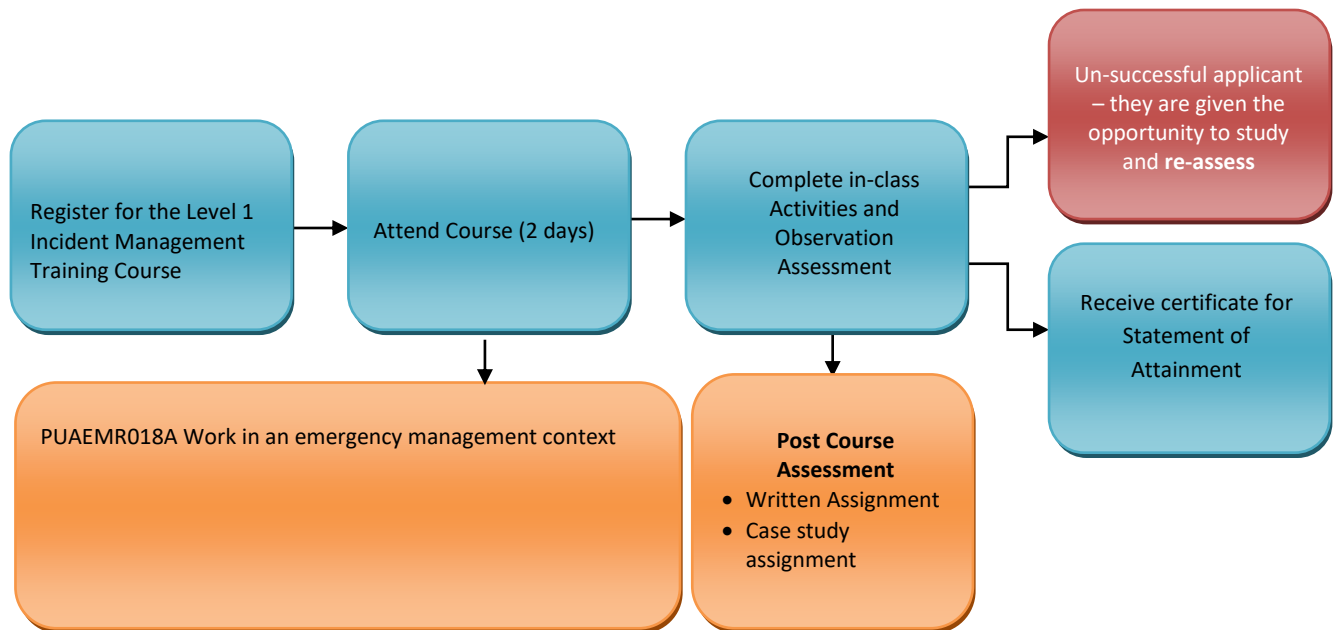 Register for the Level 1
Incident Management
Training Course
Attend Course (2 days)
Complete in-class
Activities and
Observation
Assessment
Un-successful applicant
– they are given the
opportunity to study
and re-assess
Receive certificate for
Statement of
Attainment
PUAEMR018A Work in an emergency management context
Post Course
Assessment
• Written Assignment
• Case study
assignment